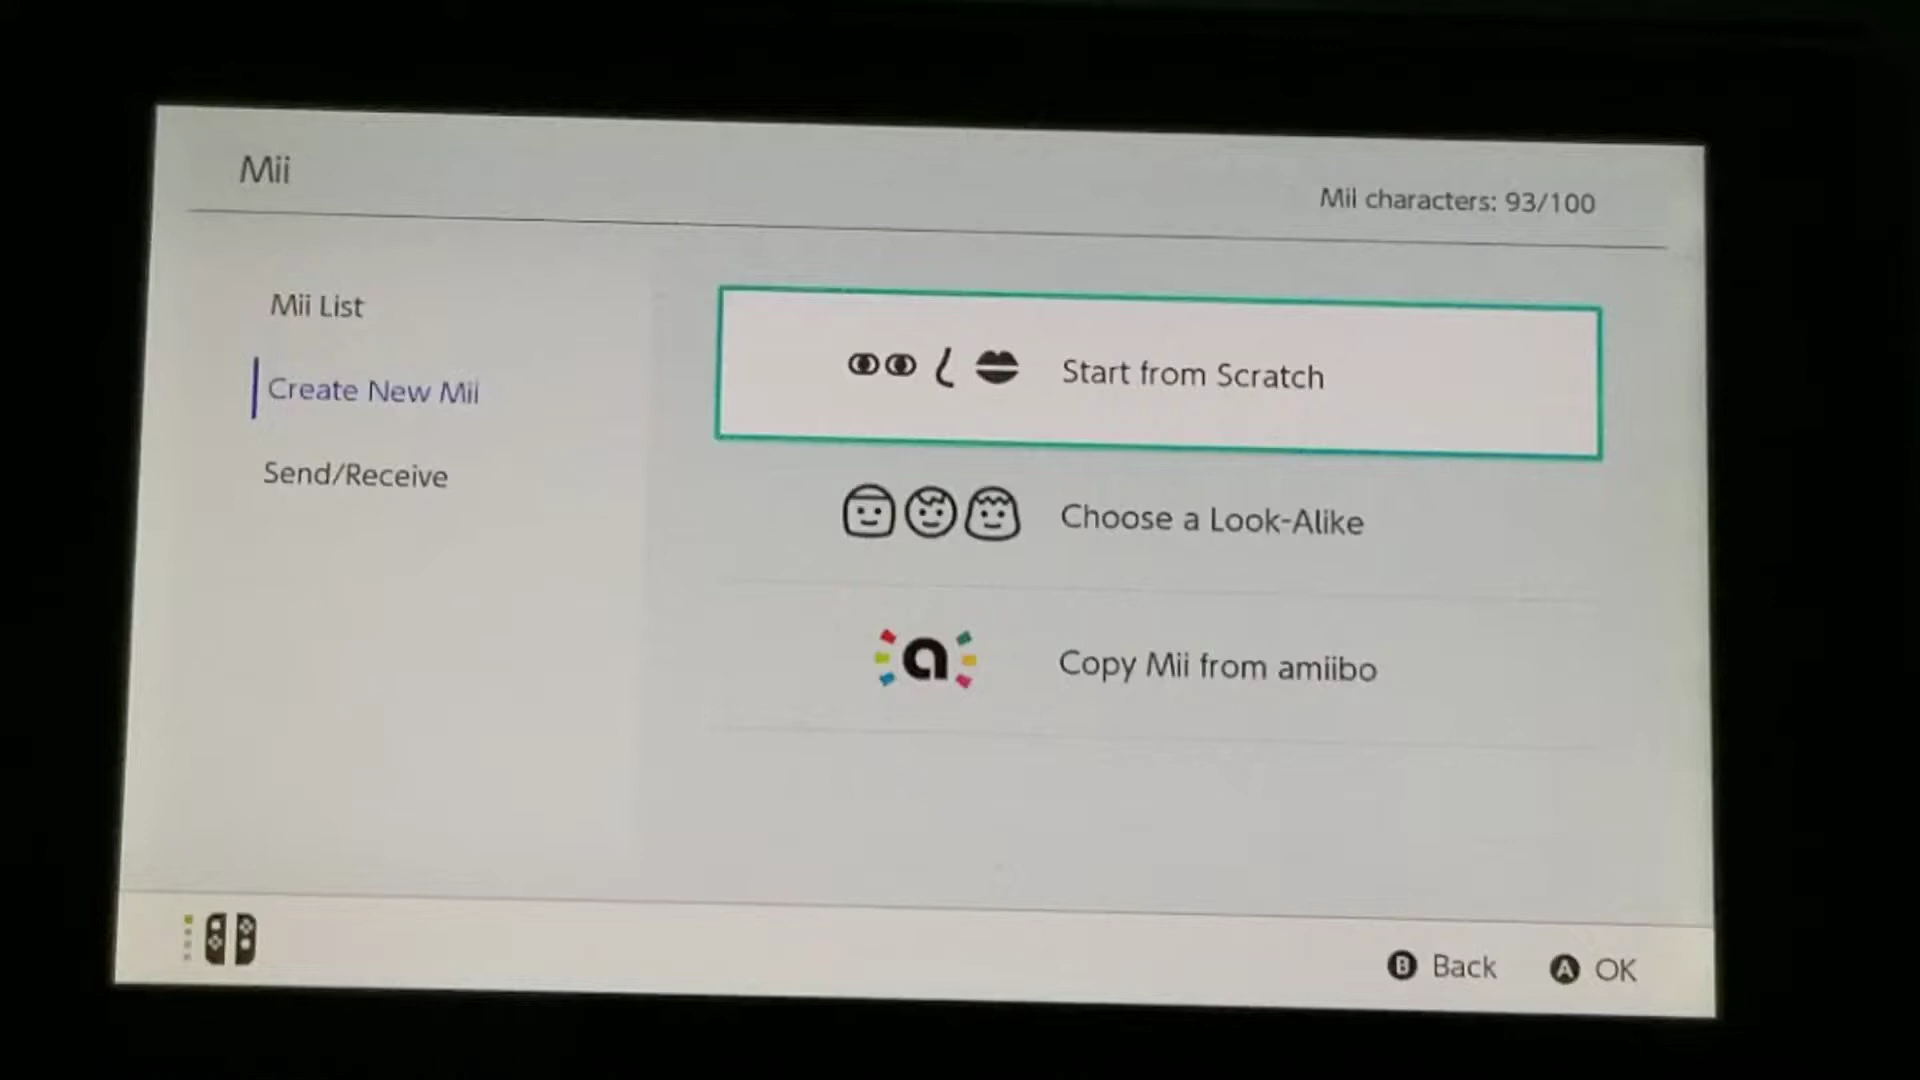 Mii
Mii characters: 93/100
Mii List
Create New Mii
Send/Receive
Start from Scratch
Choose a Look-Alike
a
Copy Mii from amiibo
B Back
A OK